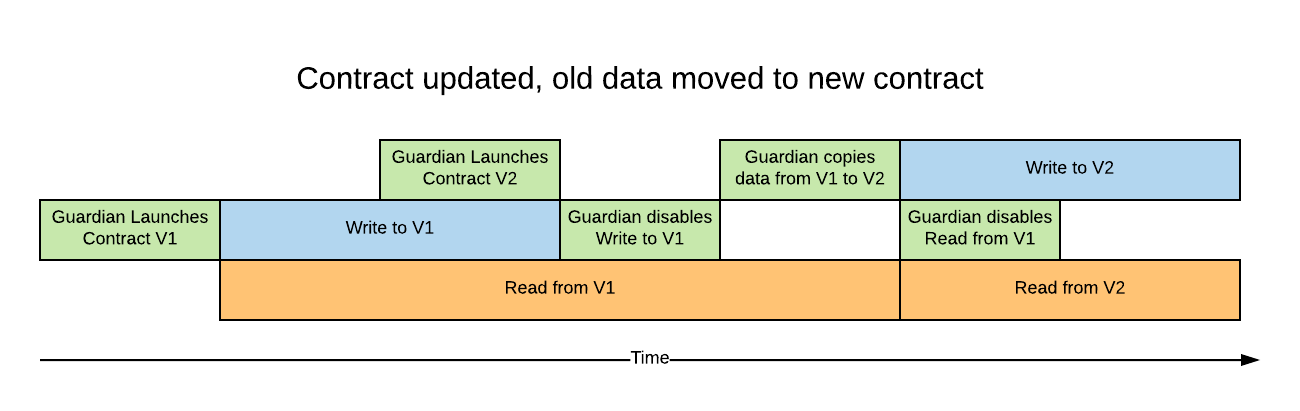 Contract updated, old data moved to new contract
Guardian Launches
Contract V2
Guardian copies
data from V1 to V2
Write to V2
Guardian Launches
Contract V1
Write to V1
Guardian disables
Write to V1
Guardian disables
Read from V1
Read from V1
Read from V2
Time